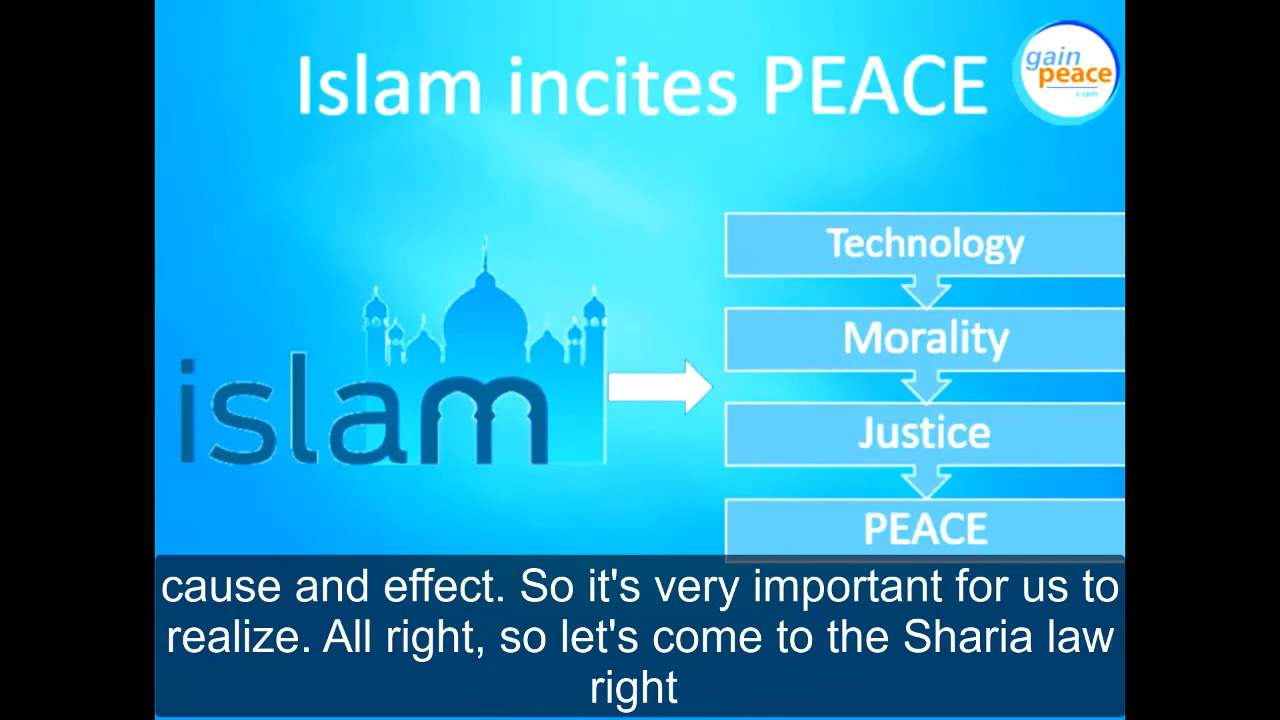 Islam incites PEACE
gain
peace
.com
Technology
Morality
Justice
PEACE
islam
cause and effect. So it's very important for us to
realize. All right, so let's come to the Sharia law
right